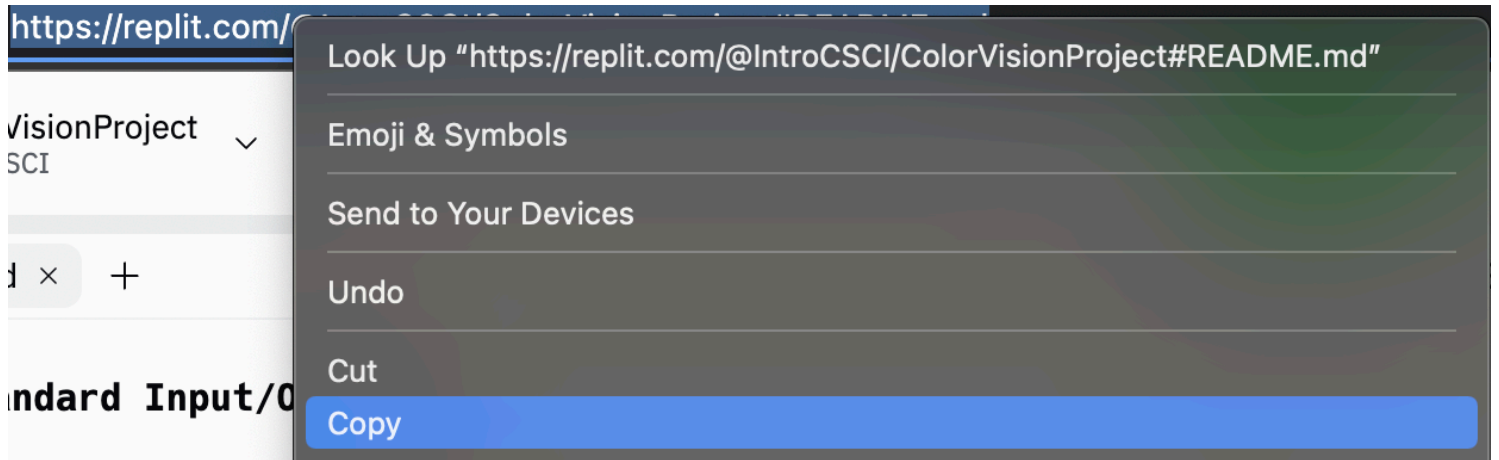 https://replit.com/
Look Up “https://replit.com/@IntroCSCI/ColorVisionProject#README.md”
VisionProject
SCI
Emoji & Symbols
Send to Your Devices
Undo
Cut
ndard Input/O
Copy